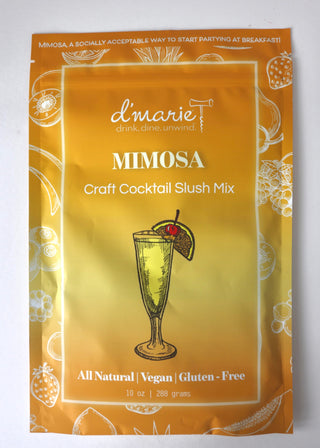 MIMOSA, A SOCIALLY ACCEPTABLE WAY TO START PARTYING AT BREAKFAST!
d'marie
drink. dine. unwind.
MIMOSA
Craft Cocktail Slush Mix
All Natural | Vegan | Gluten - Free
10 oz | 288 grams